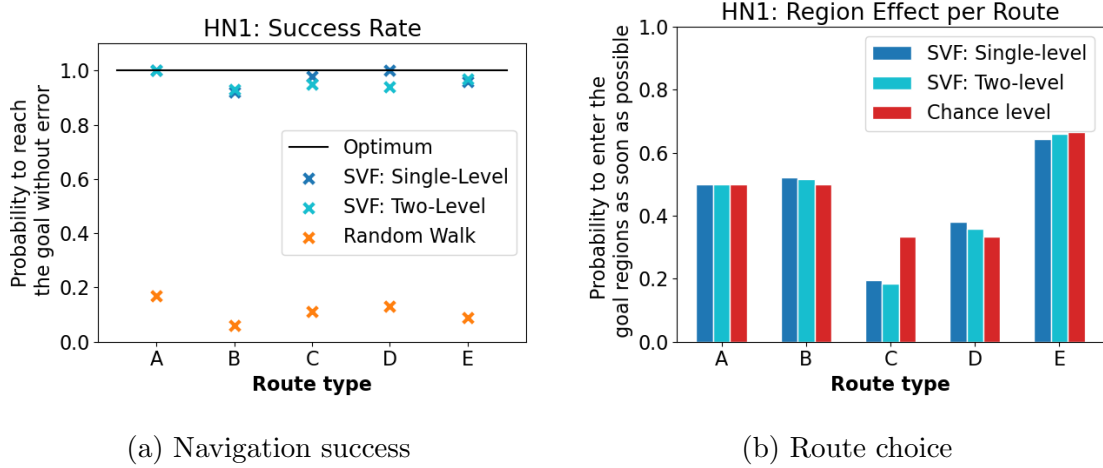 HN1: Success Rate
Probability to reach
the goal without error
1.0
0.8
0.6
0.4
0.2
0.0
Optimum
SVF: Single-Level
SVF: Two-Level
Random Walk
A B C D E
Route type
(a) Navigation success
HN1: Region Effect per Route
Probability to enter the
goal regions as soon as possible
1.0
0.8
0.6
0.4
0.2
0.0
SVF: Single-level
SVF: Two-level
Chance level
A B C D E
Route type
(b) Route choice